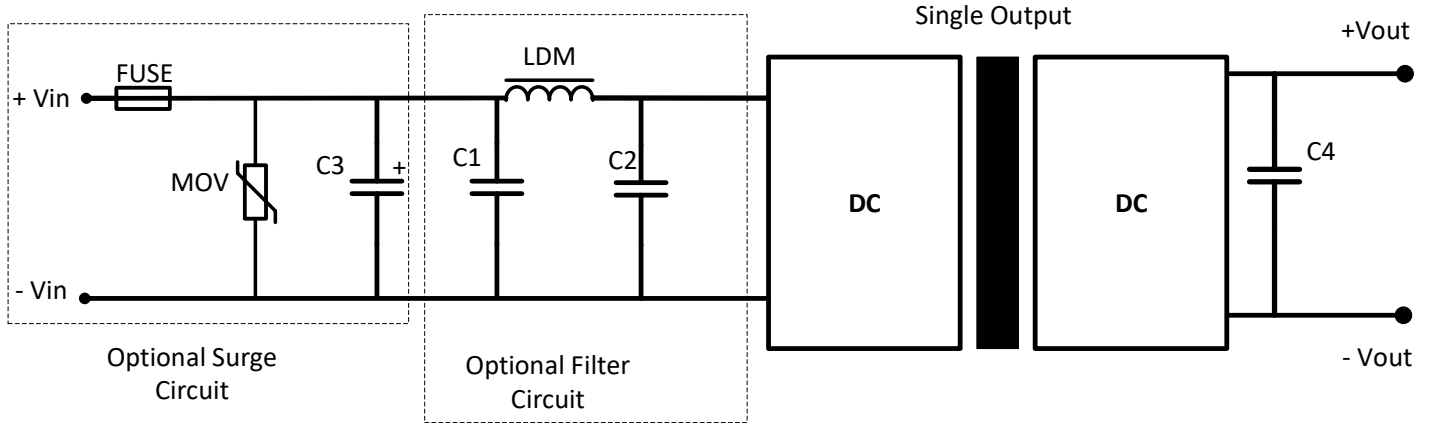 Single Output
+Vout
LDM
FUSE
+ Vin
C3
+
C1
C2
C4
MOV
DC
DC
- Vin
- Vout
Optional Surge
Circuit
Optional Filter
Circuit